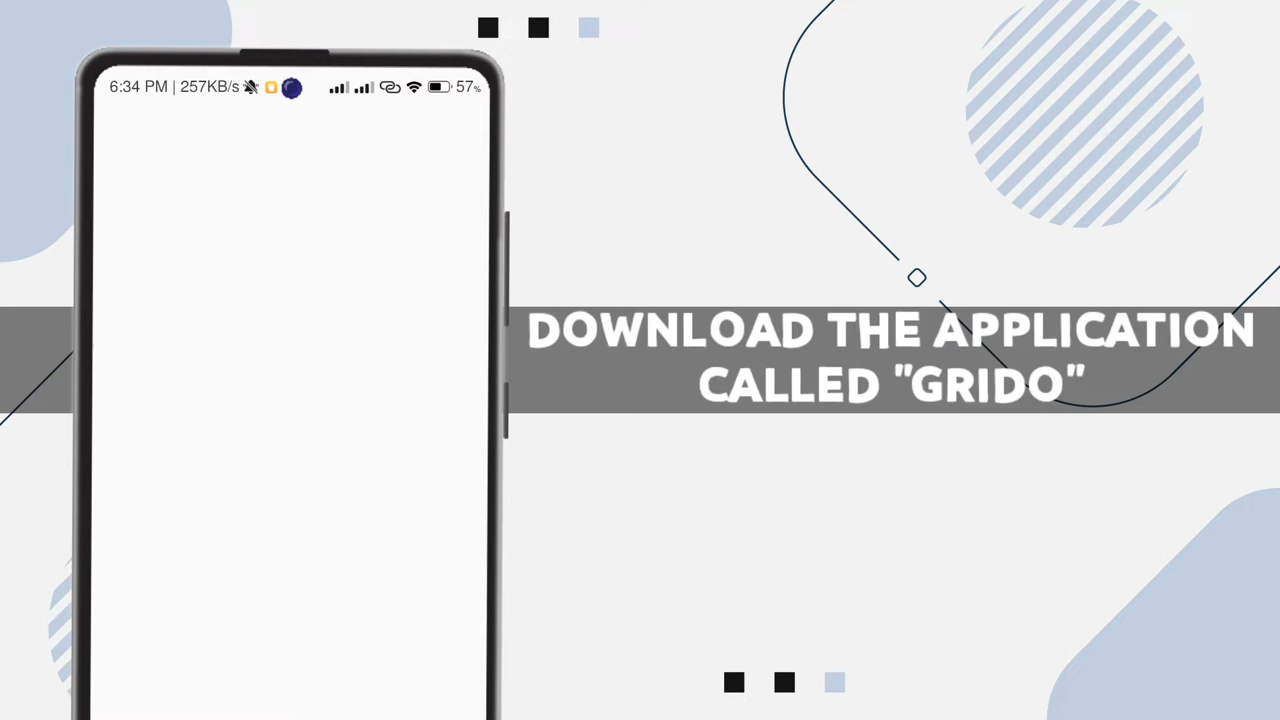 6:34 PM | 257KB/s 57%
DOWNLOAD THE APPLICATION
CALLED "GRIDO"